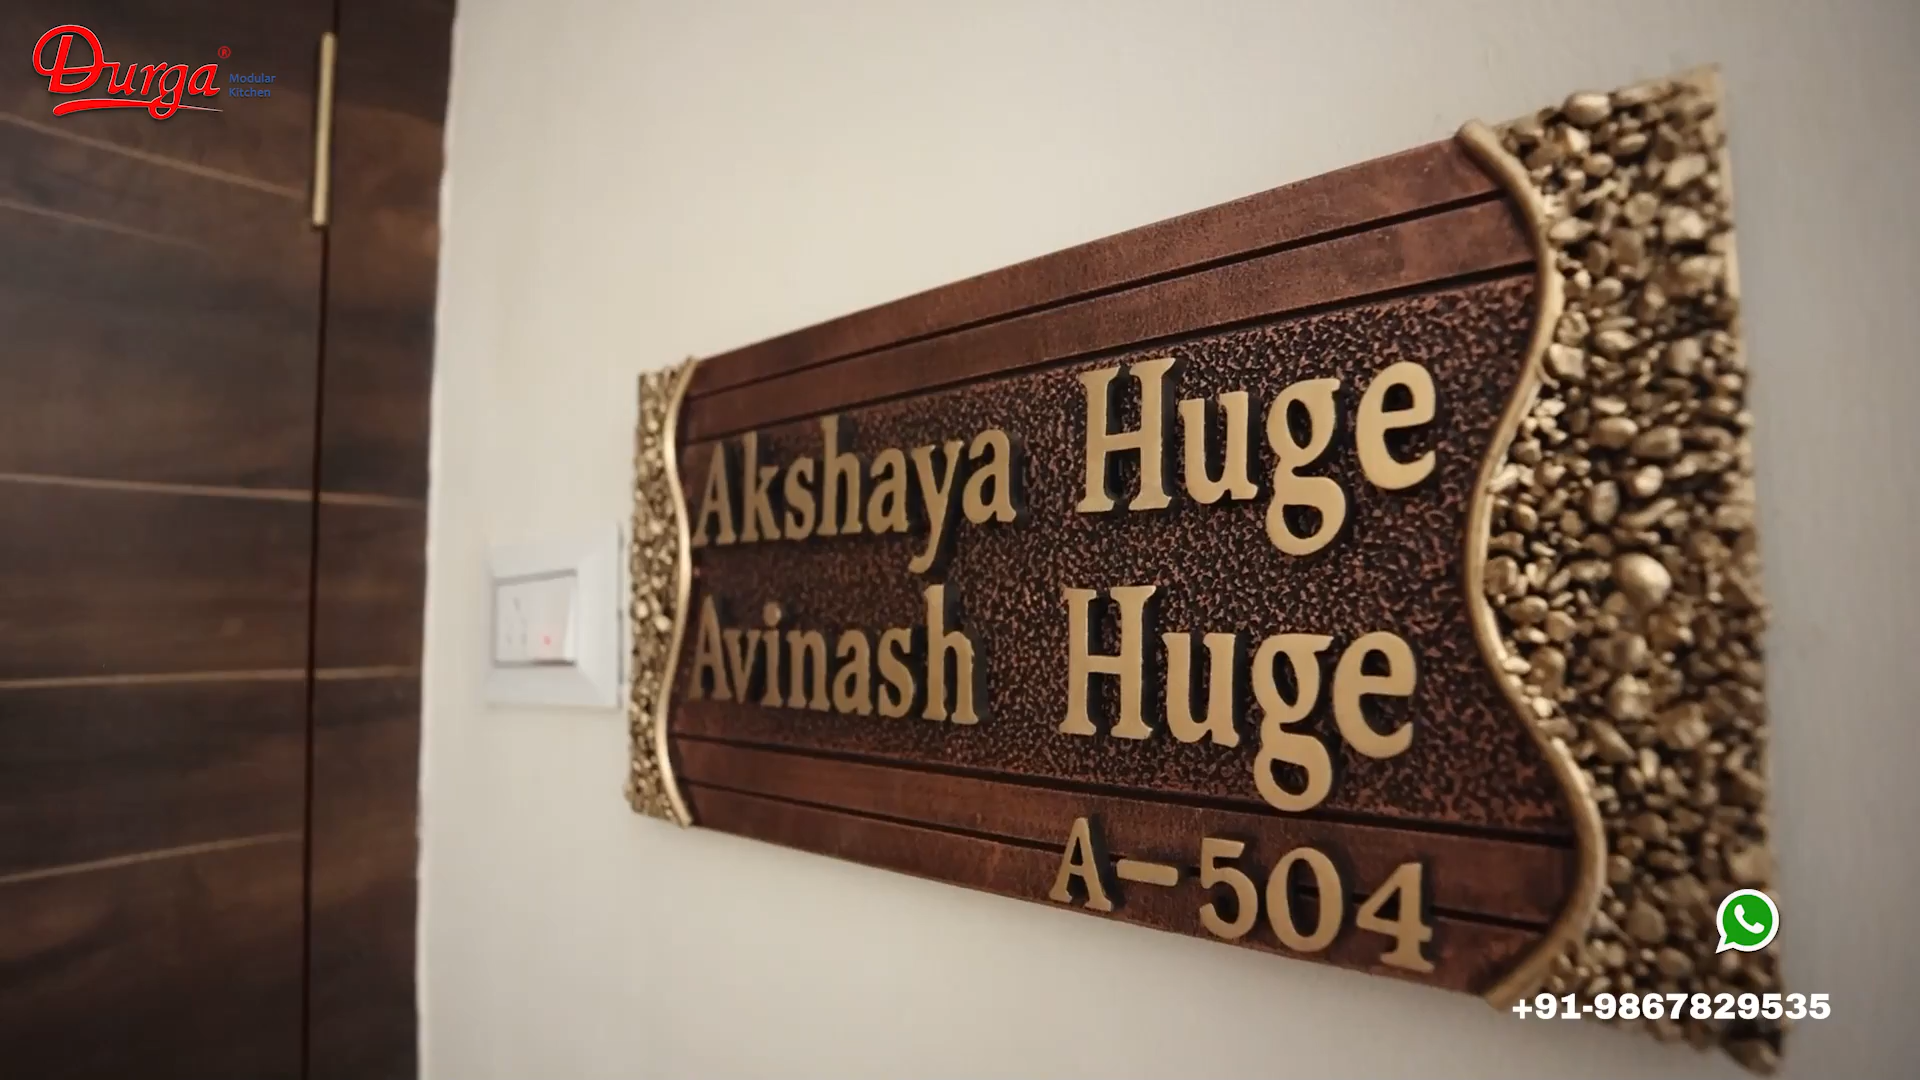 Durga®
Modular
Kitchen
Akshaya Huge
Avinash Huge
A-504
+91-9867829535